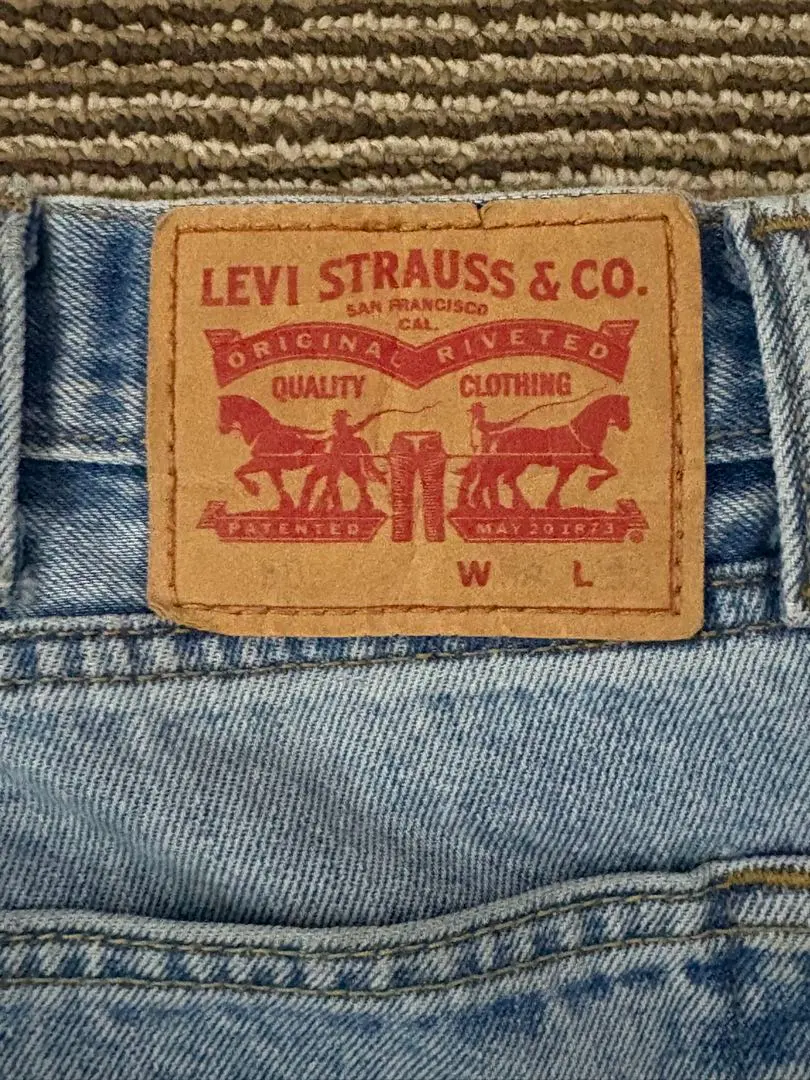 LEVI STRAUSS & CO.
SAN FRANCISCO
CAL.
ORIGINAL RIVETED
QUALITY CLOTHING
PATENTED MAY 20 1873
W L